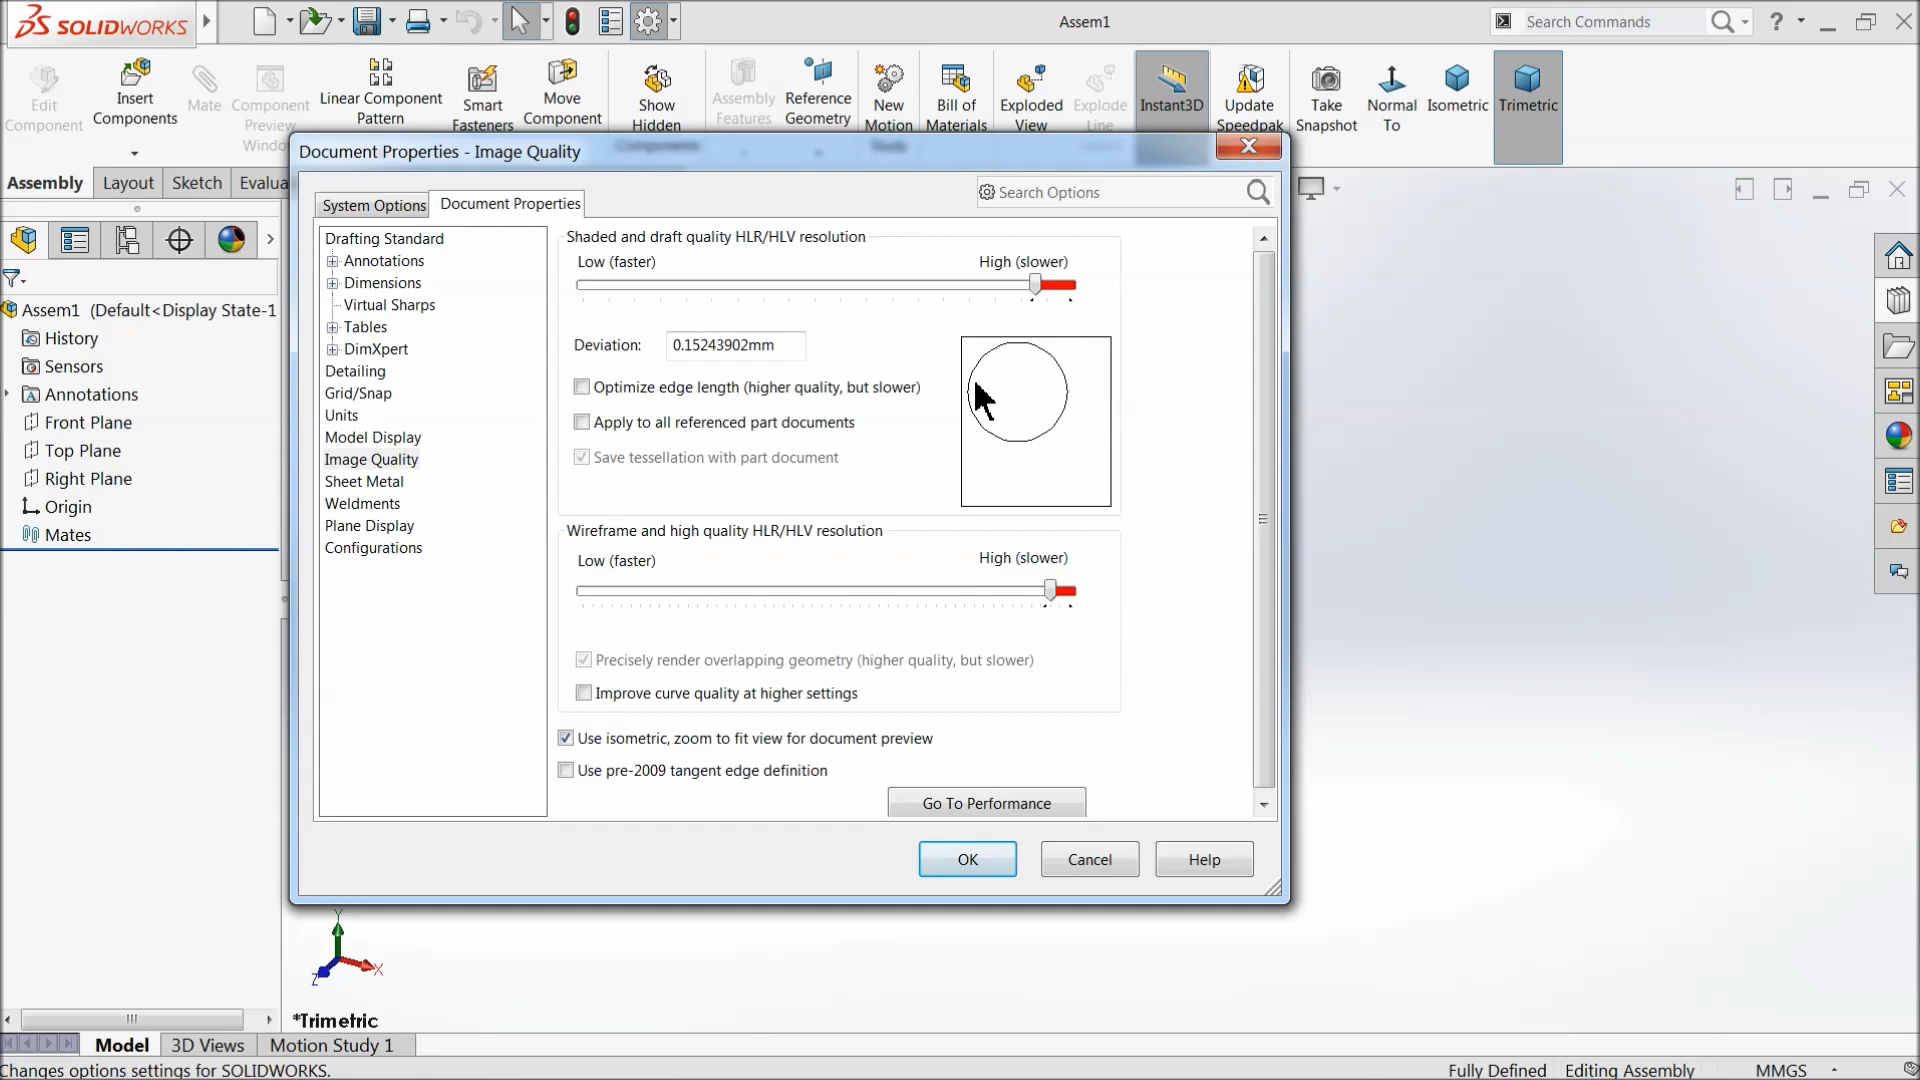 SOLIDWORKS
Assem1
Search Commands
?
Edit
Component
Insert
Components
Mate
Component
Preview
Window
Linear Component
Pattern
Smart
Fasteners
Move
Component
Show
Hidden
Components
Assembly
Features
Reference
Geometry
New
Motion
Study
Bill of
Materials
Exploded
View
Explode
Line
Instant3D
Update
Speedpak
Take
Snapshot
Normal
To
Isometric
Trimetric
Assembly
Layout
Sketch
Evalua
Document Properties - Image Quality
System Options
Document Properties
Search Options
Assem1 (Default<Display State-1
History
Sensors
Annotations
Front Plane
Top Plane
Right Plane
Origin
Mates
Drafting Standard
Annotations
Dimensions
Virtual Sharps
Tables
DimXpert
Detailing
Grid/Snap
Units
Model Display
Image Quality
Sheet Metal
Weldments
Plane Display
Configurations
Shaded and draft quality HLR/HLV resolution
Low (faster)
High (slower)
Deviation:
0.15243902mm
Optimize edge length (higher quality, but slower)
Apply to all referenced part documents
Save tessellation with part document
Wireframe and high quality HLR/HLV resolution
Low (faster)
High (slower)
Precisely render overlapping geometry (higher quality, but slower)
Improve curve quality at higher settings
Use isometric, zoom to fit view for document preview
Use pre-2009 tangent edge definition
Go To Performance
OK
Cancel
Help
Y
X
Z
*Trimetric
Model
3D Views
Motion Study 1
Changes options settings for SOLIDWORKS.
Fully Defined
Editing Assembly
MMGS